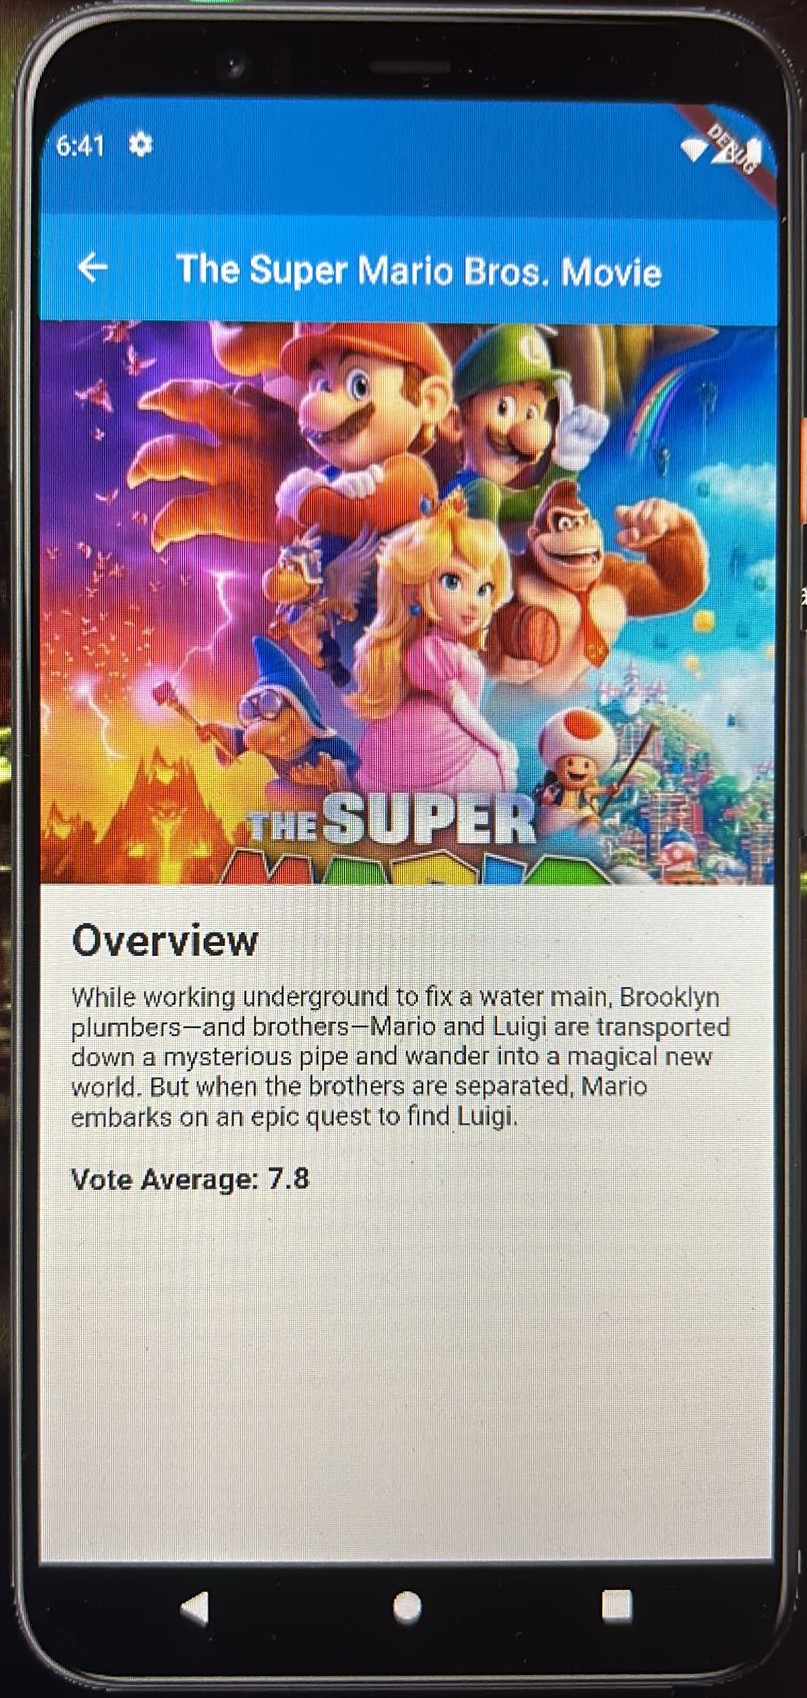 6:41
DEBUG
The Super Mario Bros. Movie
THE SUPER
MARIO
Overview
While working underground to fix a water main, Brooklyn
plumbers—and brothers—Mario and Luigi are transported
down a mysterious pipe and wander into a magical new
world. But when the brothers are separated, Mario
embarks on an epic quest to find Luigi.
Vote Average: 7.8